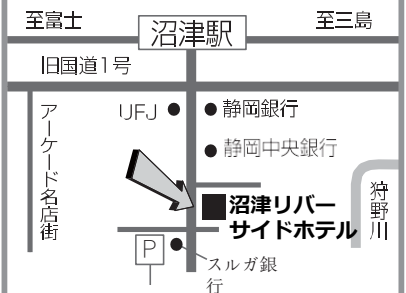 至富士
沼津駅
至三島
旧国道1号
アーケード名店街
UFJ
静岡銀行
静岡中央銀行
狩野川
沼津リバー
サイドホテル
P
スルガ銀
行